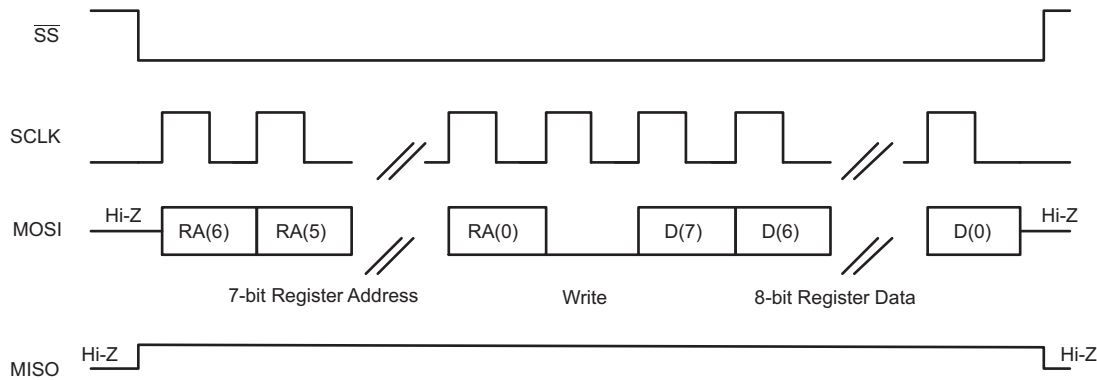 SS
SCLK
MOSI Hi-Z RA(6) RA(5) RA(0) D(7) D(6) D(0) Hi-Z
7-bit Register Address Write 8-bit Register Data
MISO Hi-Z Hi-Z